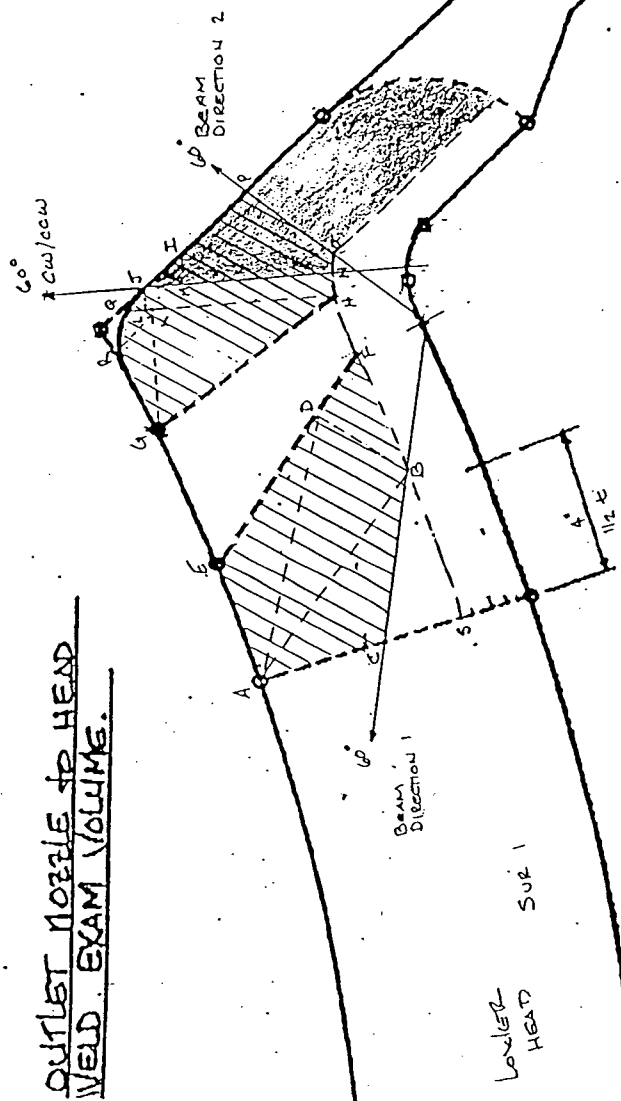 OUTLET NOZZLE TO HEAD
WELD EXAM VOLUME.
60°
CW/CCW
60° BEAM
DIRECTION 2
R
Q
J
I
P
L
K
M
G
N
O
H
E
F
D
A
B
C
S
60°
BEAM
DIRECTION 1
4"
1/2 t
LOWER
HEAD
SUR 1